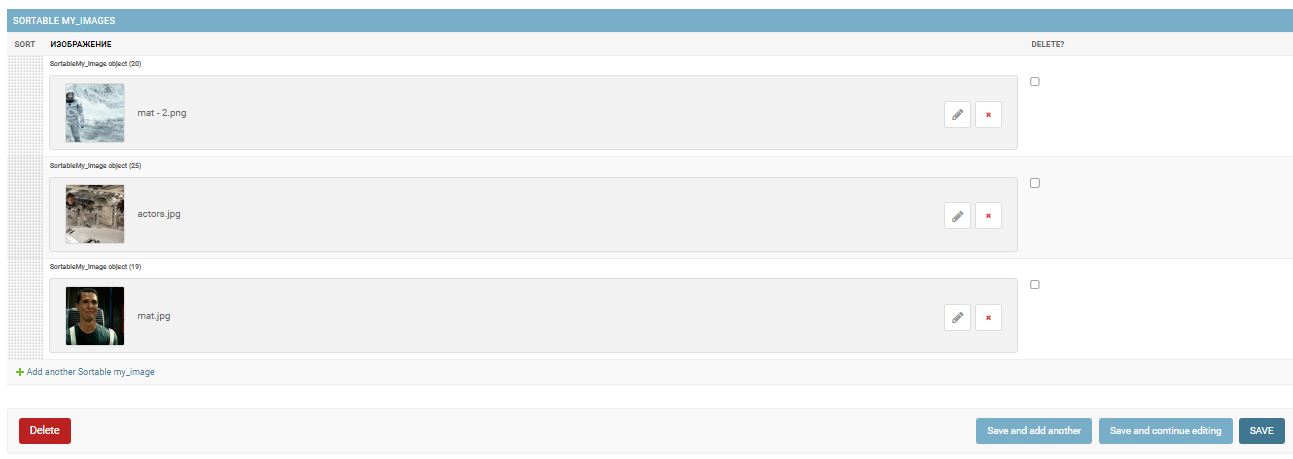 SORTABLE MY_IMAGES
SORT ИЗОБРАЖЕНИЕ DELETE?
SortableMy_Image object (20)
mat - 2.png
SortableMy_Image object (25)
actors.jpg
SortableMy_Image object (19)
mat.jpg
Add another Sortable my_image
Delete Save and add another Save and continue editing SAVE